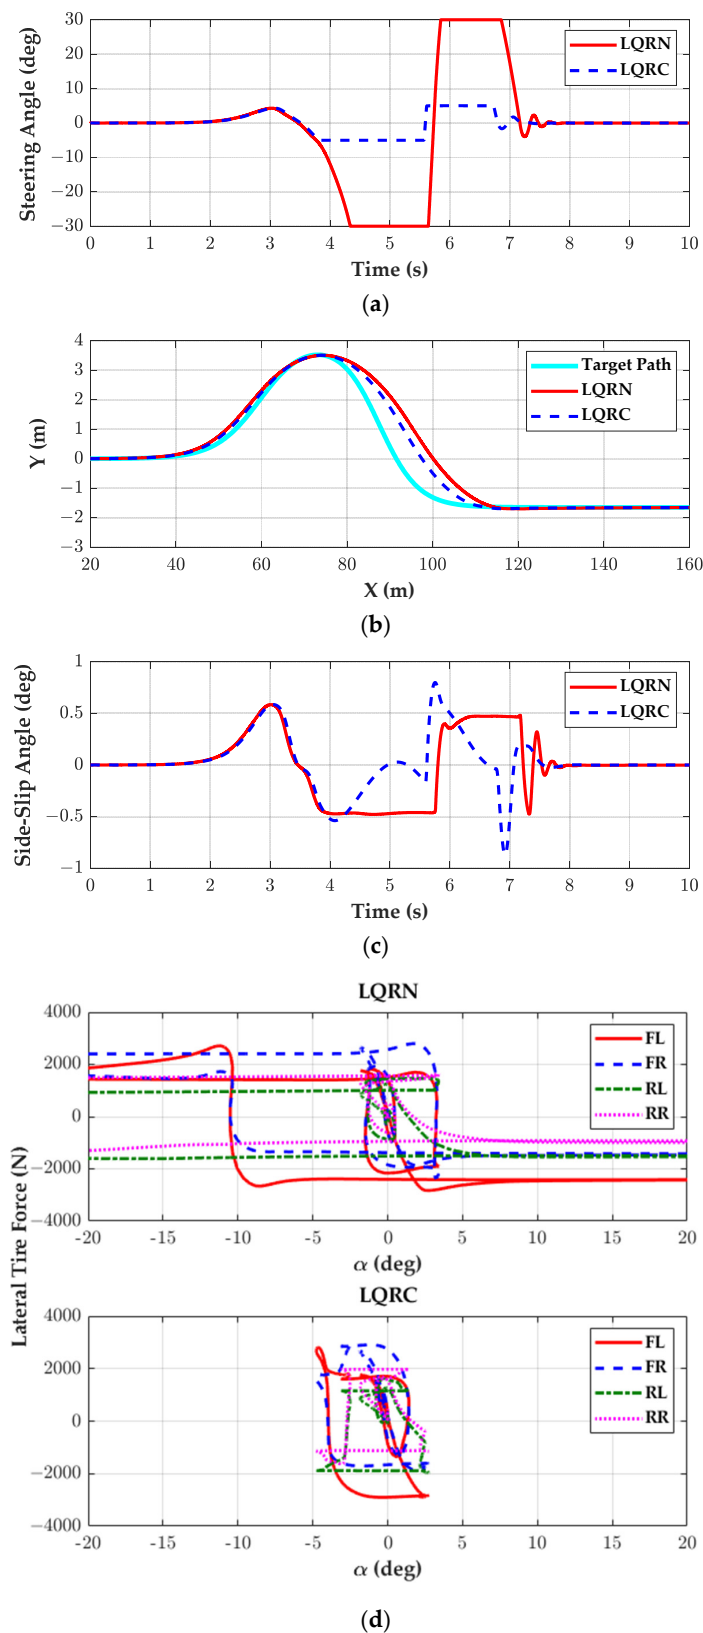 30
20
10
0
−10
−20
−30
Steering Angle (deg)
LQRN
LQRC
0 1 2 3 4 5 6 7 8 9 10
Time (s)
(a)
4
3
2
1
0
−1
−2
−3
Y (m)
Target Path
LQRN
LQRC
20 40 60 80 100 120 140 160
X (m)
(b)
1
0.5
0
−0.5
−1
Side-Slip Angle (deg)
LQRN
LQRC
0 1 2 3 4 5 6 7 8 9 10
Time (s)
(c)
Lateral Tire Force (N)
LQRN
4000
2000
0
−2000
−4000
FL
FR
RL
RR
-20 -15 -10 -5 0 5 10 15 20
α (deg)
LQRC
4000
2000
0
−2000
−4000
FL
FR
RL
RR
-20 -15 -10 -5 0 5 10 15 20
α (deg)
(d)